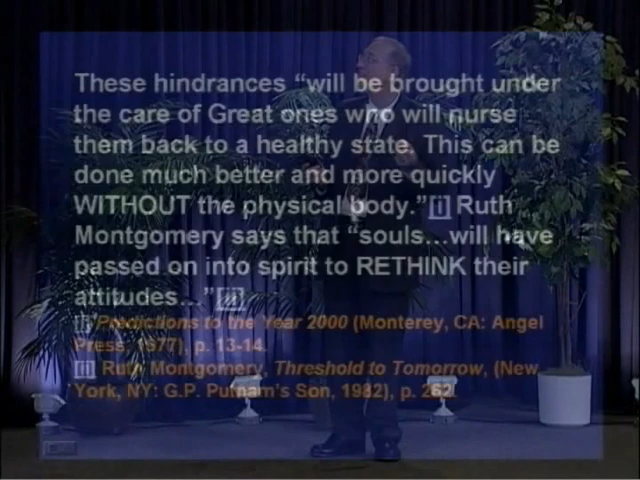 These hindrances “will be brought under
the care of Great ones who will nurse
them back to a healthy state. This can be
done much better and more quickly
WITHOUT the physical body.”[i] Ruth
Montgomery says that “souls...will have
passed on into spirit to RETHINK their
attitudes...”[ii]
[i] Predictions to the Year 2000 (Monterey, CA: Angel
Press, 1977), p. 13-14.
[ii] Ruth Montgomery, Threshold to Tomorrow, (New
York, NY: G.P. Putnam’s Son, 1982), p. 262.